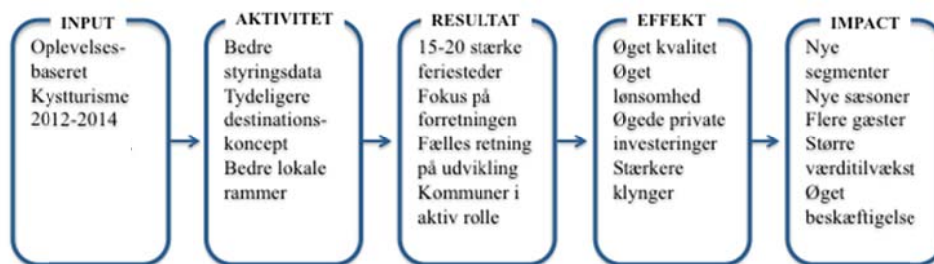 INPUT
Oplevelses-
baseret
Kystturisme
2012-2014
AKTIVITET
Bedre
styringsdata
Tydeligere
destinations-
koncept
Bedre lokale
rammer
RESULTAT
15-20 stærke
feriesteder
Fokus på
forretningen
Fælles retning
på udvikling
Kommuner i
aktiv rolle
EFFEKT
Øget kvalitet
Øget
lønsomhed
Øgede private
investeringer
Stærkere
klynger
IMPACT
Nye
segmenter
Nye sæsoner
Flere gæster
Større
værditilvækst
Øget
beskæftigelse